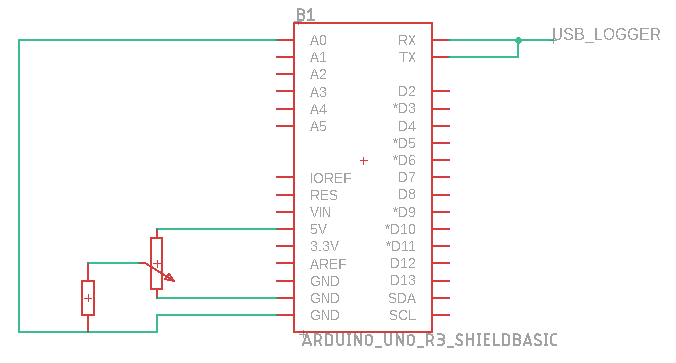 B1
A0 RX
A1 TX
A2
A3 D2
A4 *D3
A5 D4
*D5
*D6
IOREF D7
RES D8
VIN *D9
5V *D10
3.3V *D11
AREF D12
GND D13
GND SDA
GND SCL
USB_LOGGER
ARDUINO_UNO_R3_SHIELDBASIC